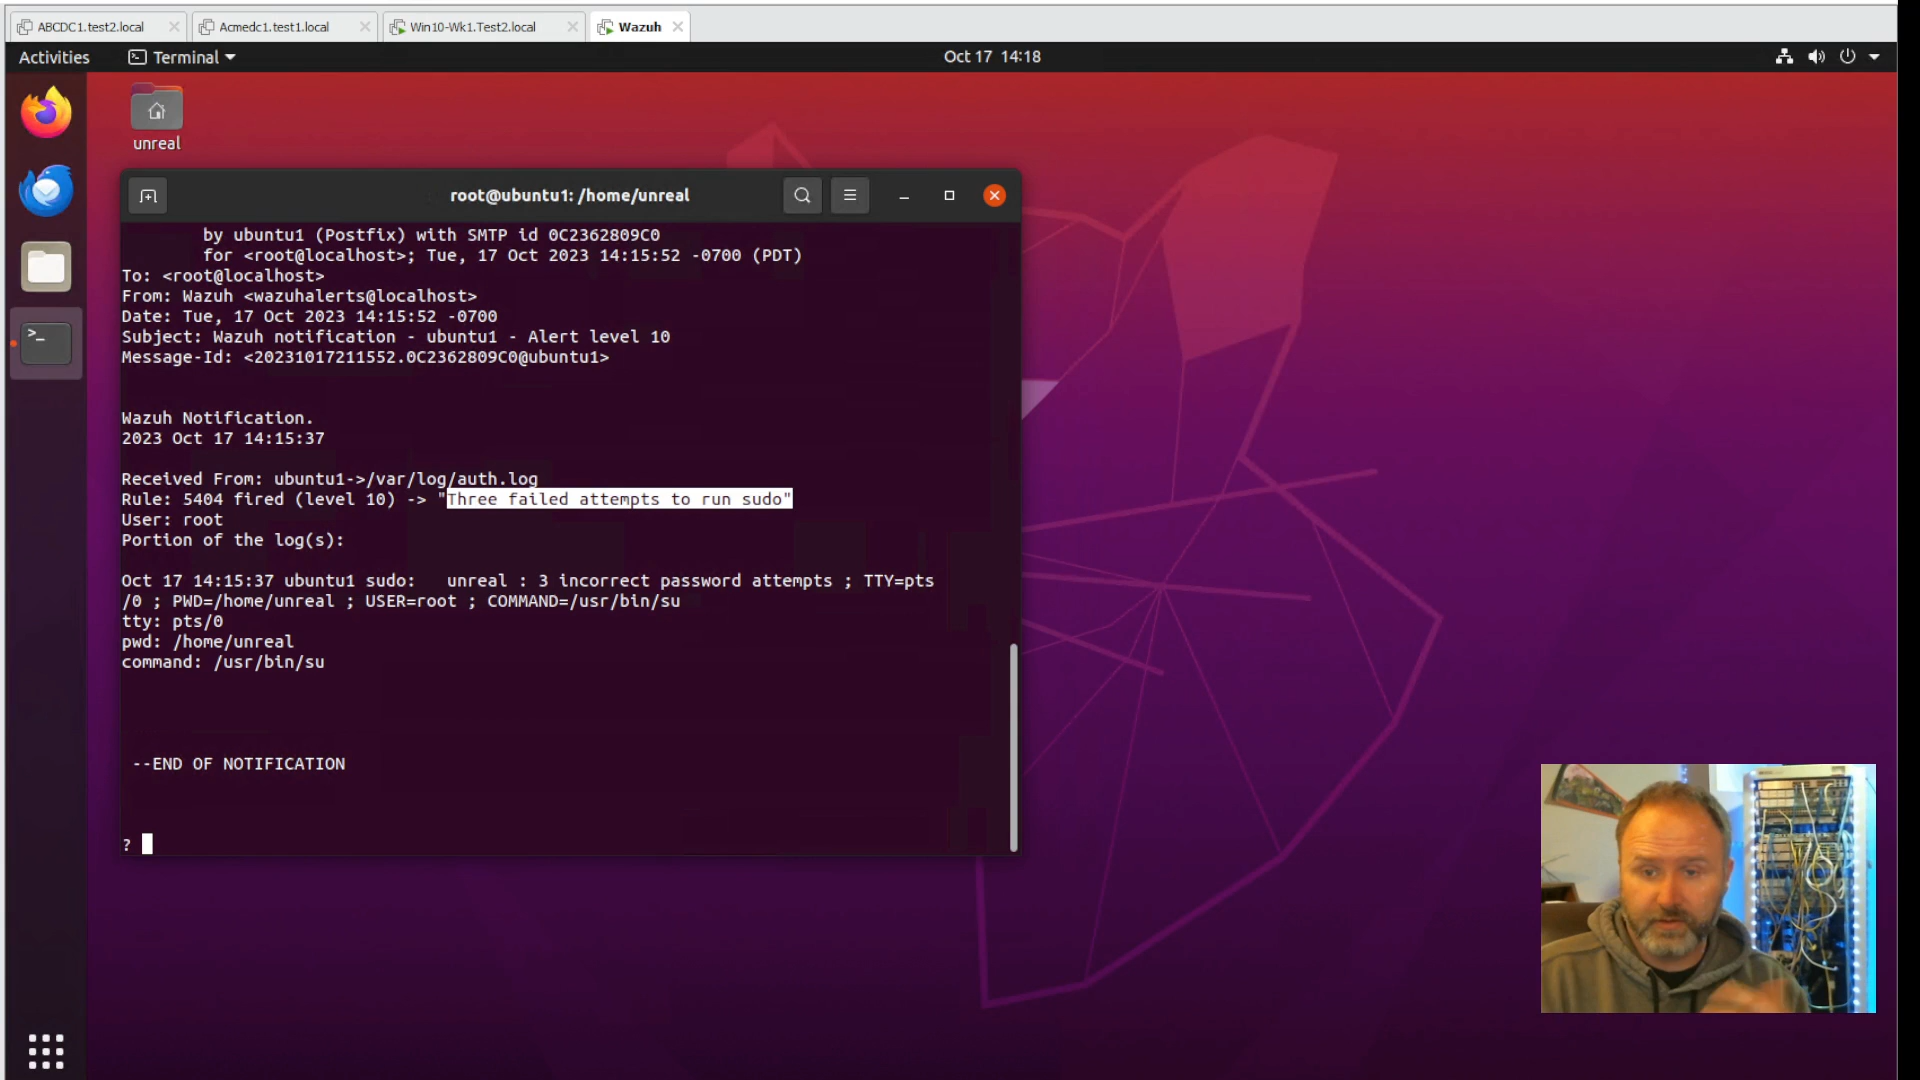 ABCDC1.test2.local
Acmedc1.test1.local
Win10-Wk1.Test2.local
Wazuh
Activities
Terminal
Oct 17 14:18
unreal
root@ubuntu1: /home/unreal
by ubuntu1 (Postfix) with SMTP id 0C2362809C0
for <root@localhost>; Tue, 17 Oct 2023 14:15:52 -0700 (PDT)
To: <root@localhost>
From: Wazuh <wazuhalerts@localhost>
Date: Tue, 17 Oct 2023 14:15:52 -0700
Subject: Wazuh notification - ubuntu1 - Alert level 10
Message-Id: <20231017211552.0C2362809C0@ubuntu1>
Wazuh Notification.
2023 Oct 17 14:15:37
Received From: ubuntu1->/var/log/auth.log
Rule: 5404 fired (level 10) -> "Three failed attempts to run sudo"
User: root
Portion of the log(s):
Oct 17 14:15:37 ubuntu1 sudo:   unreal : 3 incorrect password attempts ; TTY=pts
/0 ; PWD=/home/unreal ; USER=root ; COMMAND=/usr/bin/su
tty: pts/0
pwd: /home/unreal
command: /usr/bin/su
--END OF NOTIFICATION
?